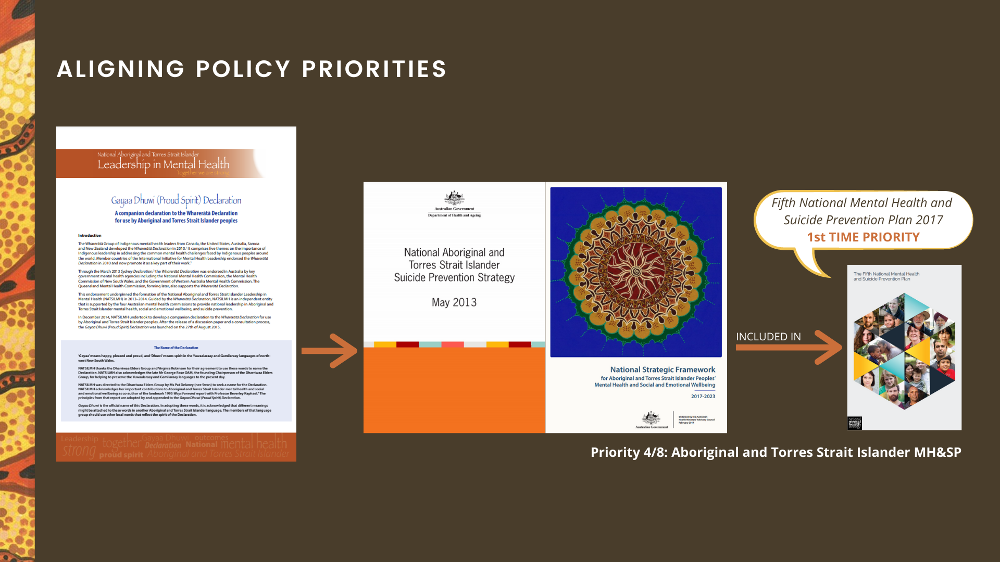 ALIGNING POLICY PRIORITIES
National Aboriginal and Torres Strait Islander
Leadership in Mental Health
Together we are strong
Gayaa Dhuwi (Proud Spirit) Declaration
A companion declaration to the Wharerātā Declaration
for use by Aboriginal and Torres Strait Islander peoples
Introduction
The Wharerātā Group of Indigenous mental health leaders from Canada, the United States, Australia, Samoa
and New Zealand developed the Wharerātā Declaration in 2010.¹ It comprises five themes on the importance of
Indigenous leadership in addressing the common mental health challenges faced by Indigenous peoples around
the world. Member countries of the International Initiative for Mental Health Leadership endorsed the Wharerātā
Declaration in 2010 and now promote it as a key part of their work.²
Through the March 2013 Sydney Declaration,³ the Wharerātā Declaration was endorsed in Australia by key
government mental health agencies including the National Mental Health Commission, the Mental Health
Commission of New South Wales, and the Government of Western Australia Mental Health Commission. The
Queensland Mental Health Commission, forming later, also supports the Wharerātā Declaration.
This endorsement underpinned the formation of the National Aboriginal and Torres Strait Islander Leadership in
Mental Health (NATSILMH) in 2013–2014. Guided by the Wharerātā Declaration, NATSILMH is an independent entity
that is supported by the four Australian mental health commissions to provide national leadership in Aboriginal and
Torres Strait Islander mental health, social and emotional wellbeing, and suicide prevention.
In December 2014, NATSILMH undertook to develop a companion declaration to the Wharerātā Declaration for use
by Aboriginal and Torres Strait Islander peoples. After the release of a discussion paper and a consultation process,
the Gayaa Dhuwi (Proud Spirit) Declaration was launched on the 27th of August 2015.
The Name of the Declaration
'Gayaa' means happy, pleased and proud, and 'Dhuwi' means spirit in the Yuwaalaraay and Gamilaraay languages of north-
west New South Wales.
NATSILMH thanks the Dharriwaa Elders Group and Virginia Robinson for their agreement to use these words to name the
Declaration. NATSILMH also acknowledges the late Mr George Rose OAM, the founding Chairperson of the Dharriwaa Elders
Group, for helping to preserve the Yuwaalaraay and Gamilaraay languages to the present day.
NATSILMH was directed to the Dharriwaa Elders Group by Ms Pat Delaney (nee Swan) to seek a name for the Declaration.
NATSILMH acknowledges her important contributions to Aboriginal and Torres Strait Islander mental health and social
and emotional wellbeing as co-author of the landmark 1995 Ways Forward report with Professor Beverley Raphael.⁴ The
principles from that report are adopted by and appended to the Gayaa Dhuwi (Proud Spirit) Declaration.
Gayaa Dhuwi is the official name of this Declaration. In adopting these words, it is acknowledged that different meanings
might be attached to these words in another Aboriginal and Torres Strait Islander language. The members of that language
group should use other local words that reflect the spirit of the Declaration.
Leadership together Gayaa Dhuwi outcomes
strong Declaration National mental health
proud spirit Aboriginal and Torres Strait Islander
Australian Government
Department of Health and Ageing
National Aboriginal and
Torres Strait Islander
Suicide Prevention Strategy
May 2013
National Strategic Framework
for Aboriginal and Torres Strait Islander Peoples'
Mental Health and Social and Emotional Wellbeing
2017-2023
Australian Government
Endorsed by the Australian
Health Ministers' Advisory Council
February 2017
INCLUDED IN
Fifth National Mental Health and
Suicide Prevention Plan 2017
1st TIME PRIORITY
The Fifth National Mental Health
and Suicide Prevention Plan
national
mental
health
strategy
Priority 4/8: Aboriginal and Torres Strait Islander MH&SP